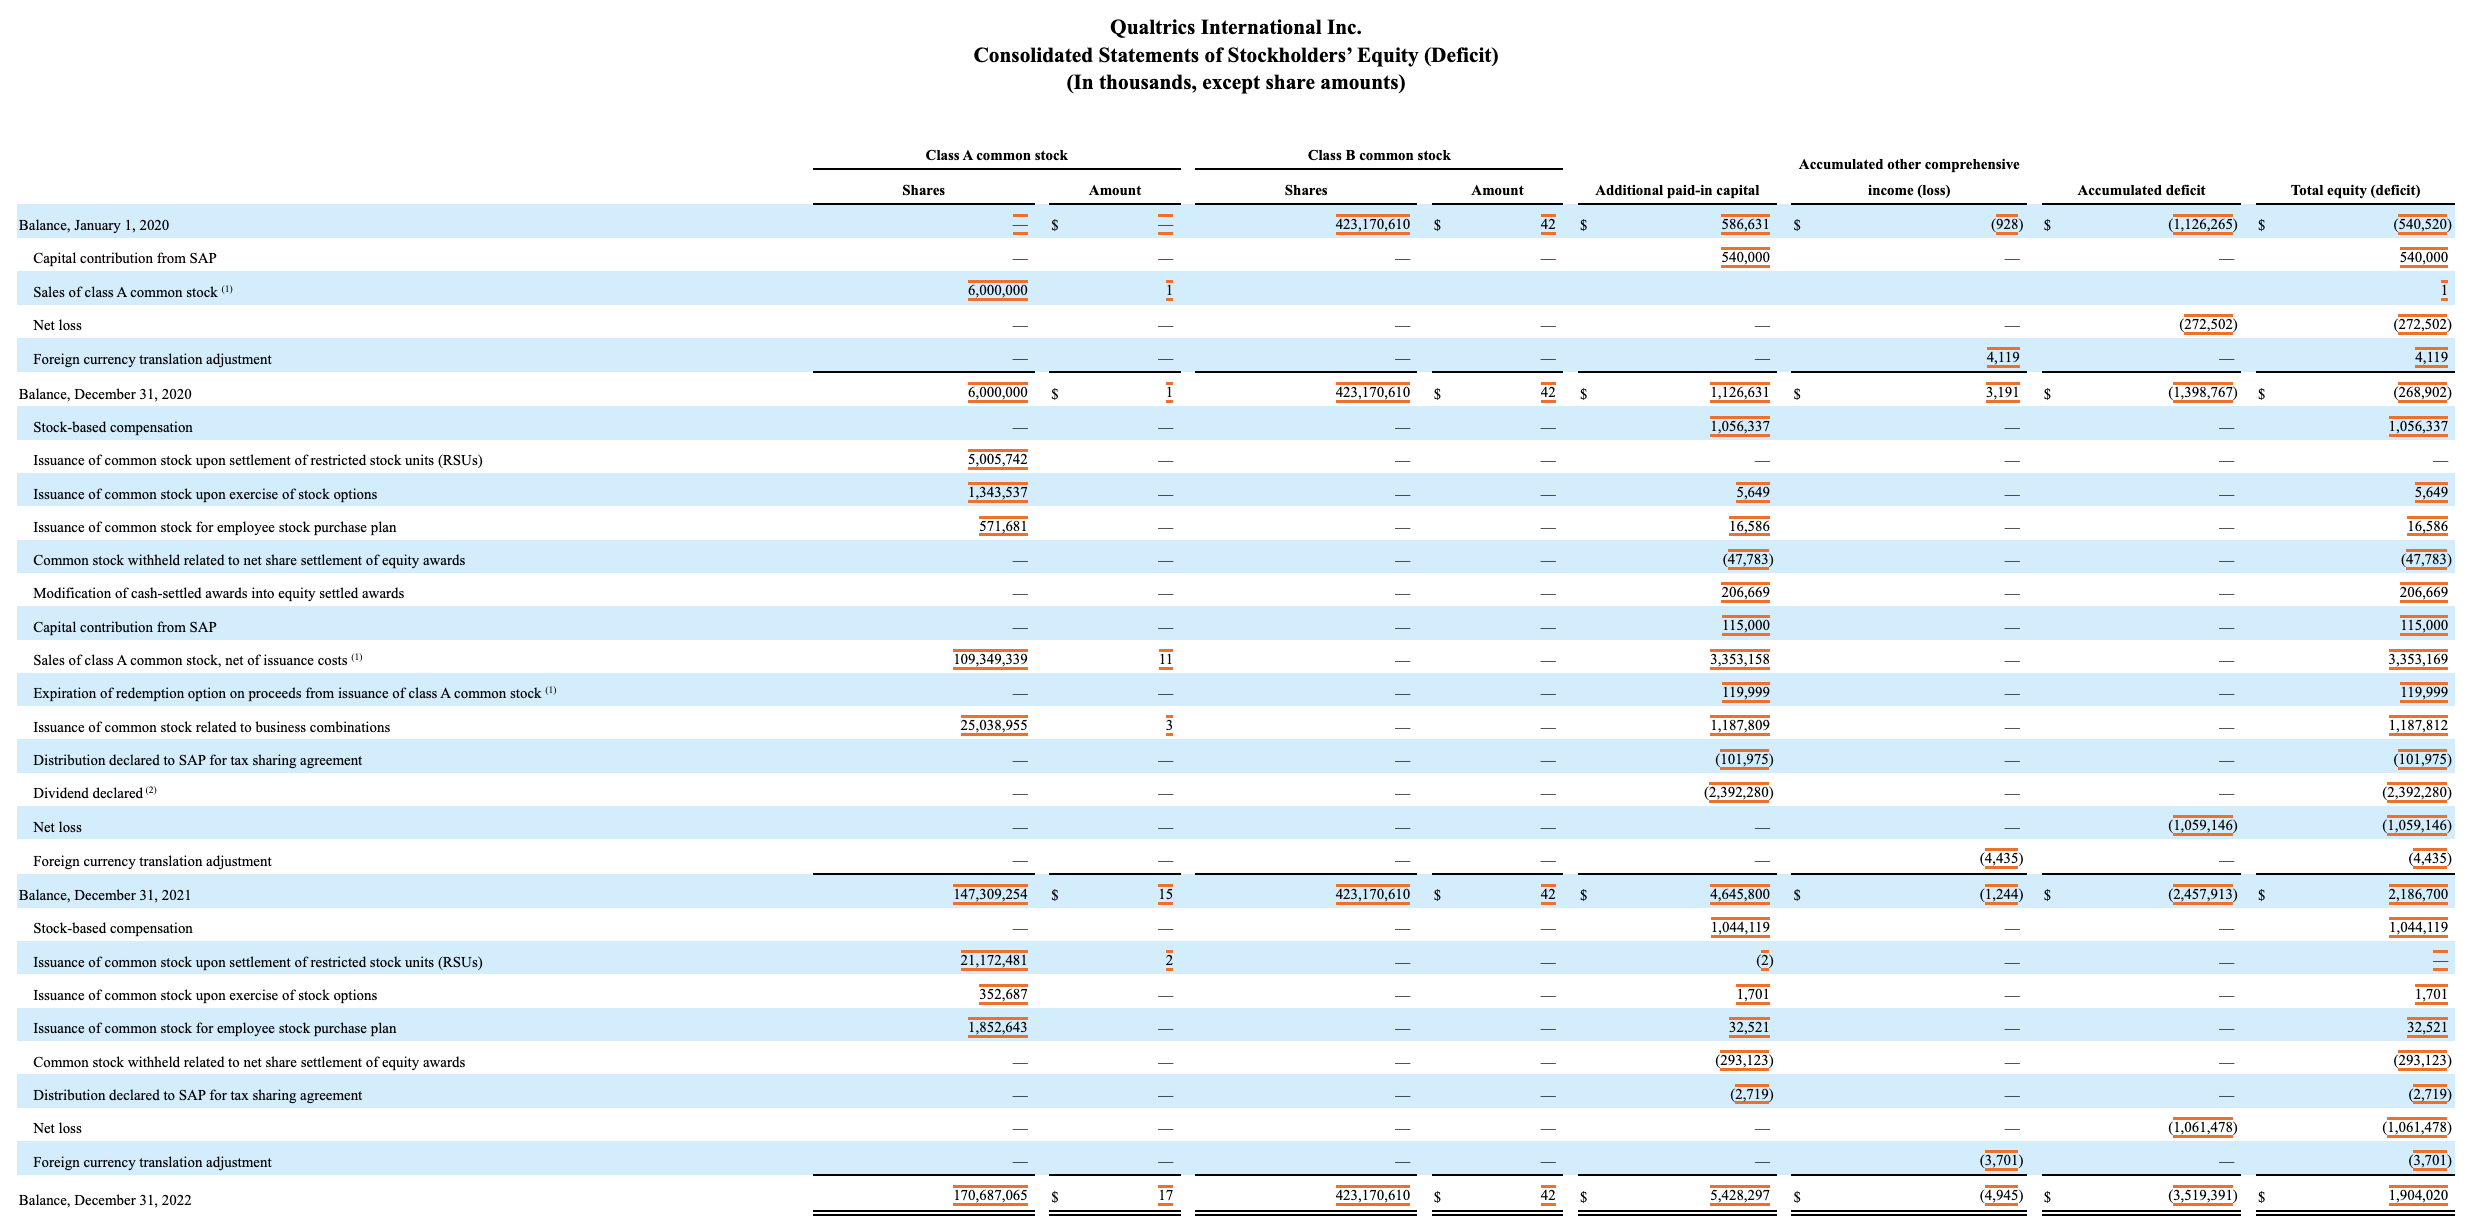 Qualtrics International Inc.
Consolidated Statements of Stockholders’ Equity (Deficit)
(In thousands, except share amounts)
Class A common stock Class B common stock
Accumulated other comprehensive
Shares Amount Shares Amount Additional paid-in capital income (loss) Accumulated deficit Total equity (deficit)
Balance, January 1, 2020 — $ — 423,170,610 $ 42 $ 586,631 $ (928) $ (1,126,265) $ (540,520)
Capital contribution from SAP — — — — 540,000 — — 540,000
Sales of class A common stock (1) 6,000,000 1 1
Net loss — — — — — — (272,502) (272,502)
Foreign currency translation adjustment — — — — — 4,119 — 4,119
Balance, December 31, 2020 6,000,000 $ 1 423,170,610 $ 42 $ 1,126,631 $ 3,191 $ (1,398,767) $ (268,902)
Stock-based compensation — — — — 1,056,337 — — 1,056,337
Issuance of common stock upon settlement of restricted stock units (RSUs) 5,005,742 — — — — — — —
Issuance of common stock upon exercise of stock options 1,343,537 — — — 5,649 — — 5,649
Issuance of common stock for employee stock purchase plan 571,681 — — — 16,586 — — 16,586
Common stock withheld related to net share settlement of equity awards — — — — (47,783) — — (47,783)
Modification of cash-settled awards into equity settled awards — — — — 206,669 — — 206,669
Capital contribution from SAP — — — — 115,000 — — 115,000
Sales of class A common stock, net of issuance costs (1) 109,349,339 11 — — 3,353,158 — — 3,353,169
Expiration of redemption option on proceeds from issuance of class A common stock (1) — — — — 119,999 — — 119,999
Issuance of common stock related to business combinations 25,038,955 3 — — 1,187,809 — — 1,187,812
Distribution declared to SAP for tax sharing agreement — — — — (101,975) — — (101,975)
Dividend declared (2) — — — — (2,392,280) — — (2,392,280)
Net loss — — — — — — (1,059,146) (1,059,146)
Foreign currency translation adjustment — — — — — (4,435) — (4,435)
Balance, December 31, 2021 147,309,254 $ 15 423,170,610 $ 42 $ 4,645,800 $ (1,244) $ (2,457,913) $ 2,186,700
Stock-based compensation — — — — 1,044,119 — — 1,044,119
Issuance of common stock upon settlement of restricted stock units (RSUs) 21,172,481 2 — — (2) — — —
Issuance of common stock upon exercise of stock options 352,687 — — — 1,701 — — 1,701
Issuance of common stock for employee stock purchase plan 1,852,643 — — — 32,521 — — 32,521
Common stock withheld related to net share settlement of equity awards — — — — (293,123) — — (293,123)
Distribution declared to SAP for tax sharing agreement — — — — (2,719) — — (2,719)
Net loss — — — — — — (1,061,478) (1,061,478)
Foreign currency translation adjustment — — — — — (3,701) — (3,701)
Balance, December 31, 2022 170,687,065 $ 17 423,170,610 $ 42 $ 5,428,297 $ (4,945) $ (3,519,391) $ 1,904,020